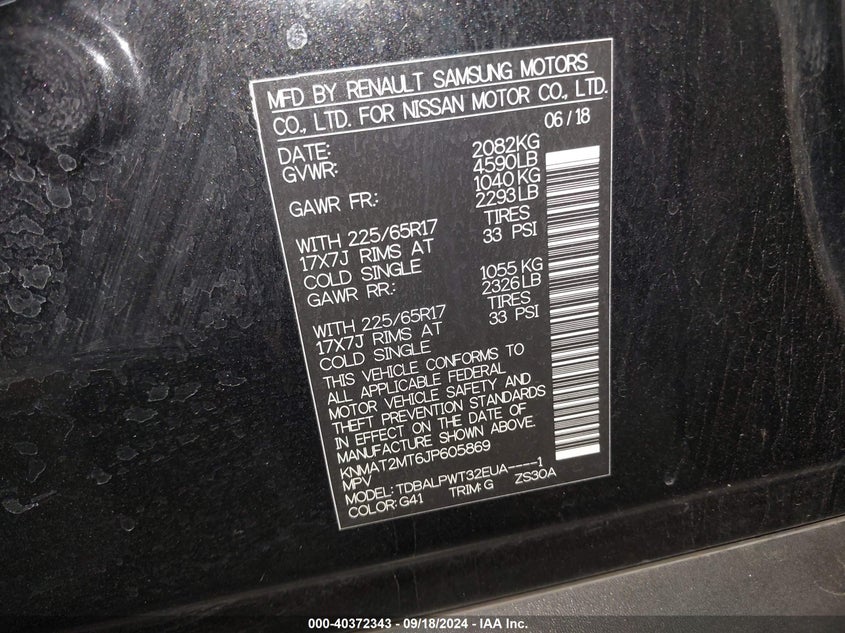 MFD BY RENAULT SAMSUNG MOTORS
CO., LTD. FOR NISSAN MOTOR CO., LTD.
DATE: 06/18
GVWR: 2082KG
4590LB
GAWR FR: 1040 KG
2293LB
WITH 225/65R17 TIRES
17X7J RIMS AT 33 PSI
COLD SINGLE
GAWR RR: 1055 KG
2326LB
WITH 225/65R17 TIRES
17X7J RIMS AT 33 PSI
COLD SINGLE
THIS VEHICLE CONFORMS TO
ALL APPLICABLE FEDERAL
MOTOR VEHICLE SAFETY AND
THEFT PREVENTION STANDARDS
IN EFFECT ON THE DATE OF
MANUFACTURE SHOWN ABOVE.
KNMAT2MT6JP605869
MPV
MODEL: TDBALPWT32EUA----1
COLOR: G41 TRIM: G ZS30A
000-40372343 - 09/18/2024 - IAA Inc.